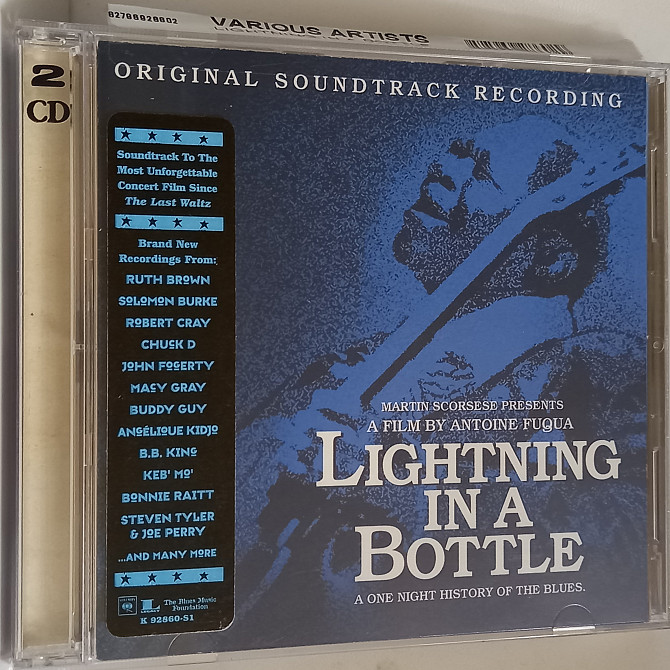 82796928602
VARIOUS ARTISTS
2
CD
ORIGINAL SOUNDTRACK RECORDING
Soundtrack To The
Most Unforgettable
Concert Film Since
The Last Waltz
Brand New
Recordings From:
RUTH BROWN
SOLOMON BURKE
ROBERT CRAY
CHUCK D
JOHN FOGERTY
MACY GRAY
BUDDY GUY
ANGÉLIQUE KIDJO
B.B. KING
KEB' MO'
BONNIE RAITT
STEVEN TYLER
& JOE PERRY
...AND MANY MORE
The Blues Music
Foundation
K 92860-S1
MARTIN SCORSESE PRESENTS
A FILM BY ANTOINE FUQUA
LIGHTNING
IN A
BOTTLE
A ONE NIGHT HISTORY OF THE BLUES.